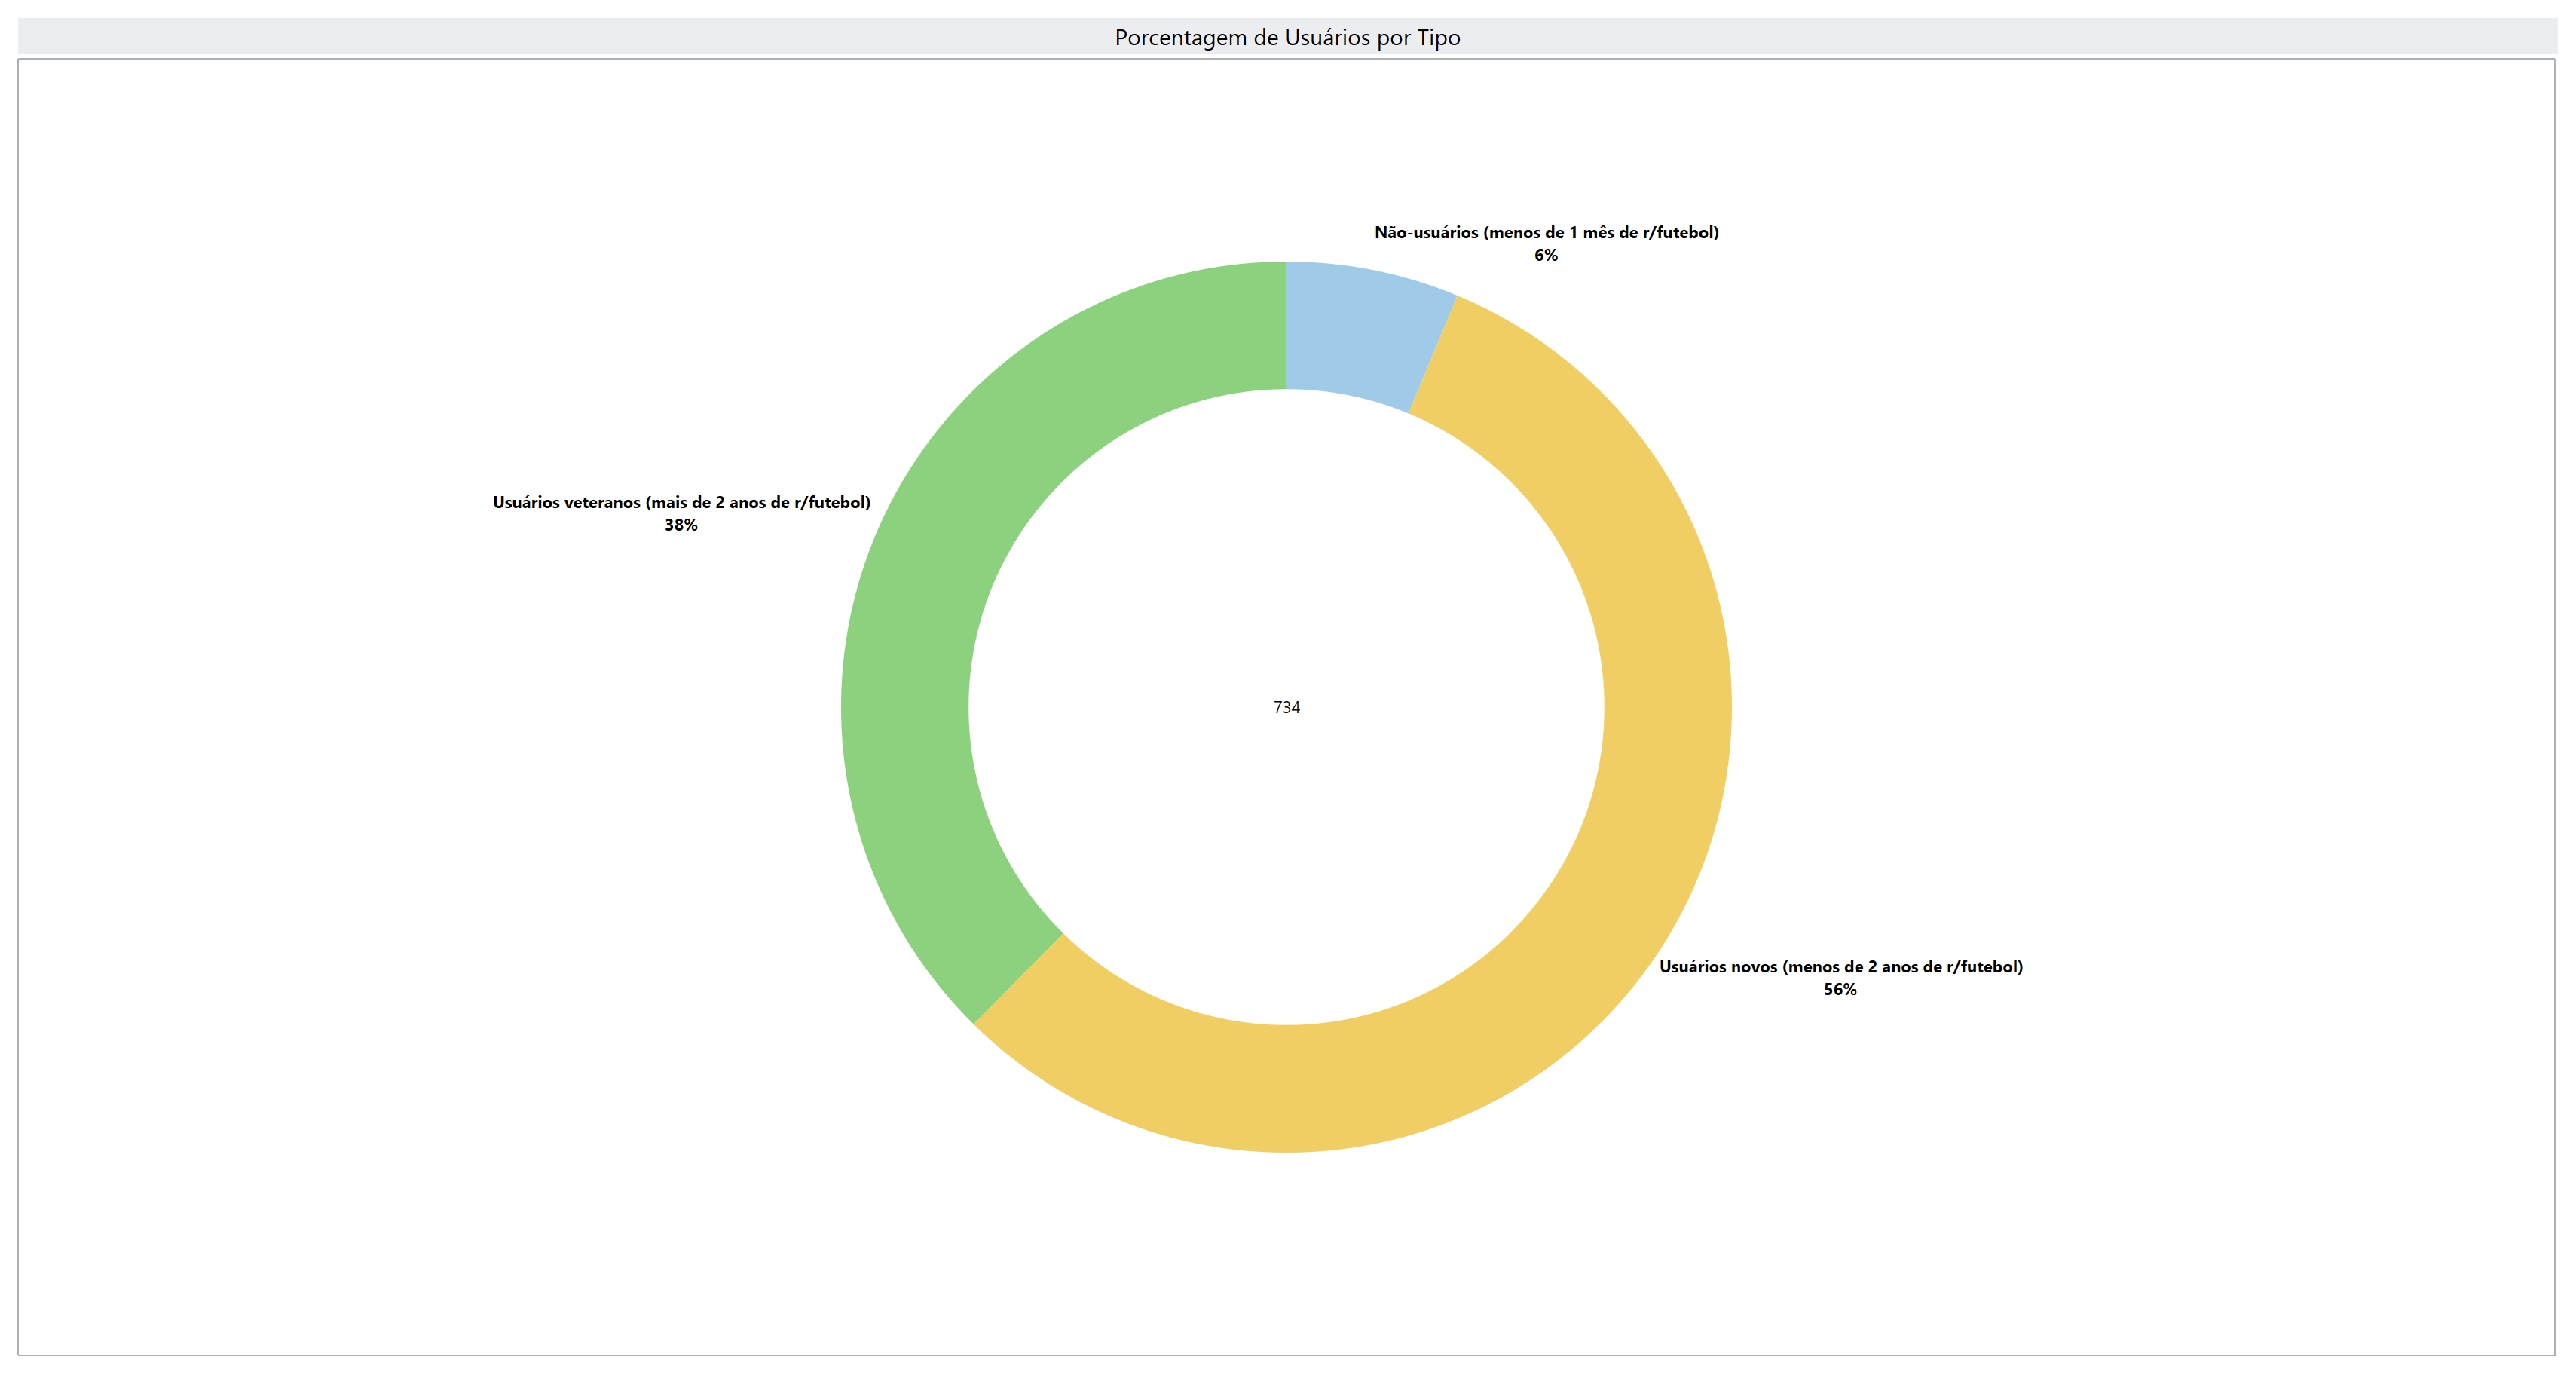 Porcentagem de Usuários por Tipo
Não-usuários (menos de 1 mês de r/futebol)
6%
Usuários veteranos (mais de 2 anos de r/futebol)
38%
734
Usuários novos (menos de 2 anos de r/futebol)
56%